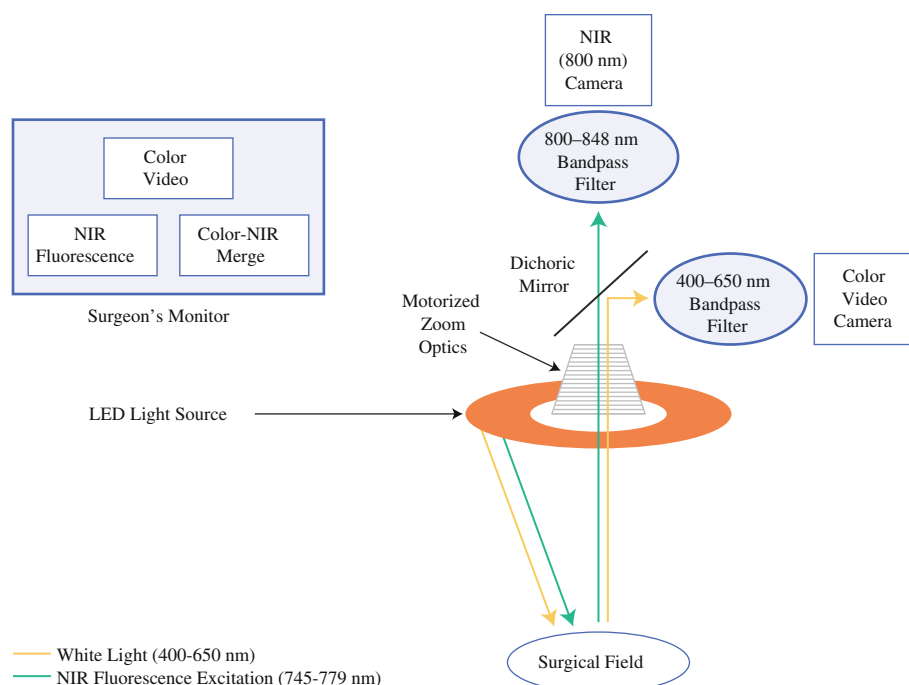 NIR
(800 nm)
Camera
800–848 nm
Bandpass
Filter
Color
Video
NIR
Fluorescence
Color-NIR
Merge
Surgeon's Monitor
Dichoric
Mirror
400–650 nm
Bandpass
Filter
Color
Video
Camera
Motorized
Zoom
Optics
LED Light Source
Surgical Field
White Light (400-650 nm)
NIR Fluorescence Excitation (745-779 nm)